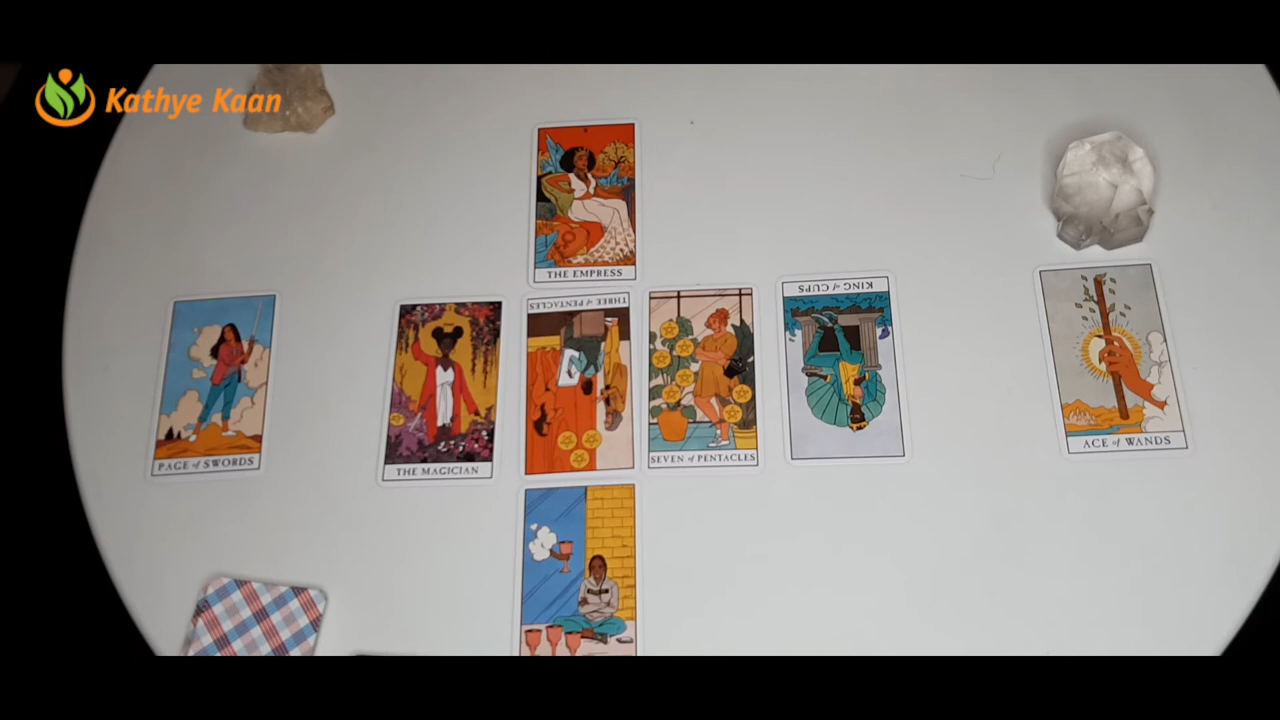 Kathye Kaan
THE EMPRESS
THREE of PENTACLES
KING of CUPS
PAGE of SWORDS
THE MAGICIAN
SEVEN of PENTACLES
ACE of WANDS